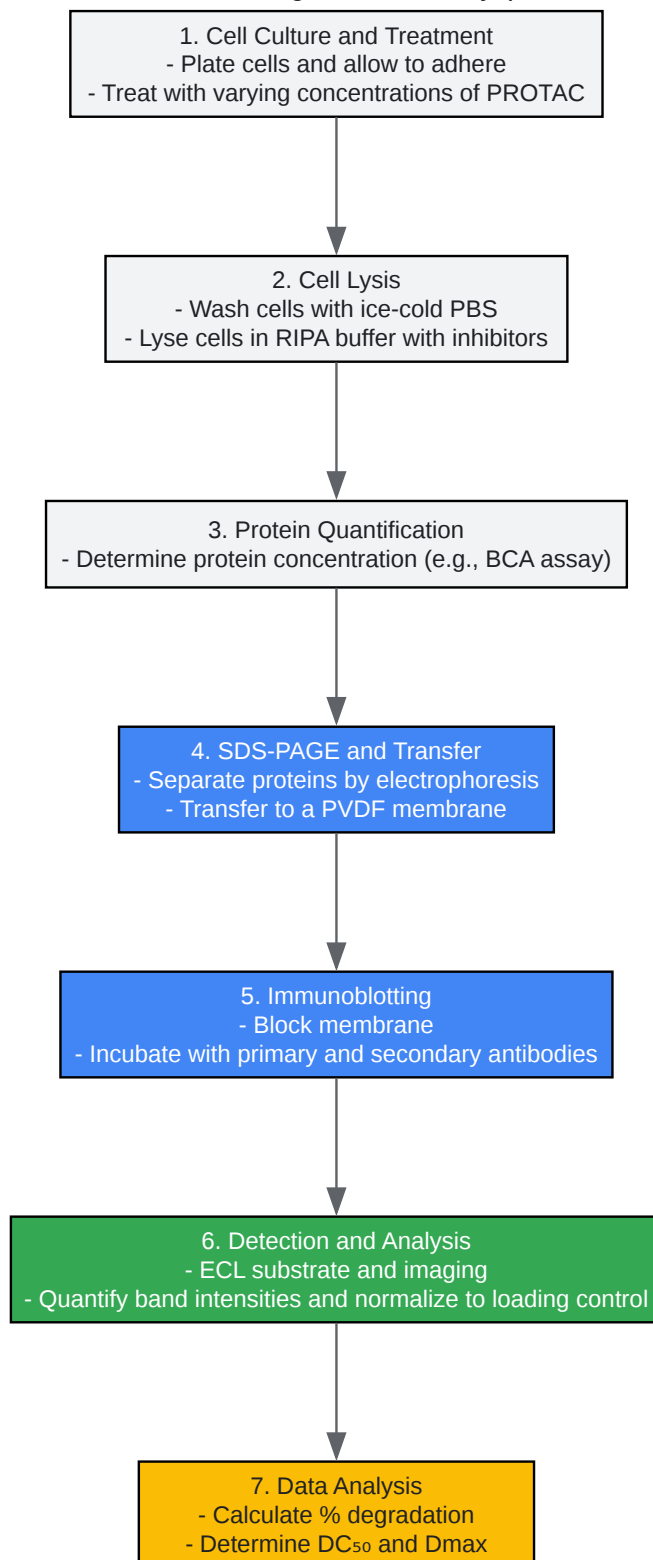 1. Cell Culture and Treatment
- Plate cells and allow to adhere
- Treat with varying concentrations of PROTAC
2. Cell Lysis
- Wash cells with ice-cold PBS
- Lyse cells in RIPA buffer with inhibitors
3. Protein Quantification
- Determine protein concentration (e.g., BCA assay)
4. SDS-PAGE and Transfer
- Separate proteins by electrophoresis
- Transfer to a PVDF membrane
5. Immunoblotting
- Block membrane
- Incubate with primary and secondary antibodies
6. Detection and Analysis
- ECL substrate and imaging
- Quantify band intensities and normalize to loading control
7. Data Analysis
- Calculate % degradation
- Determine DC₅₀ and Dmax